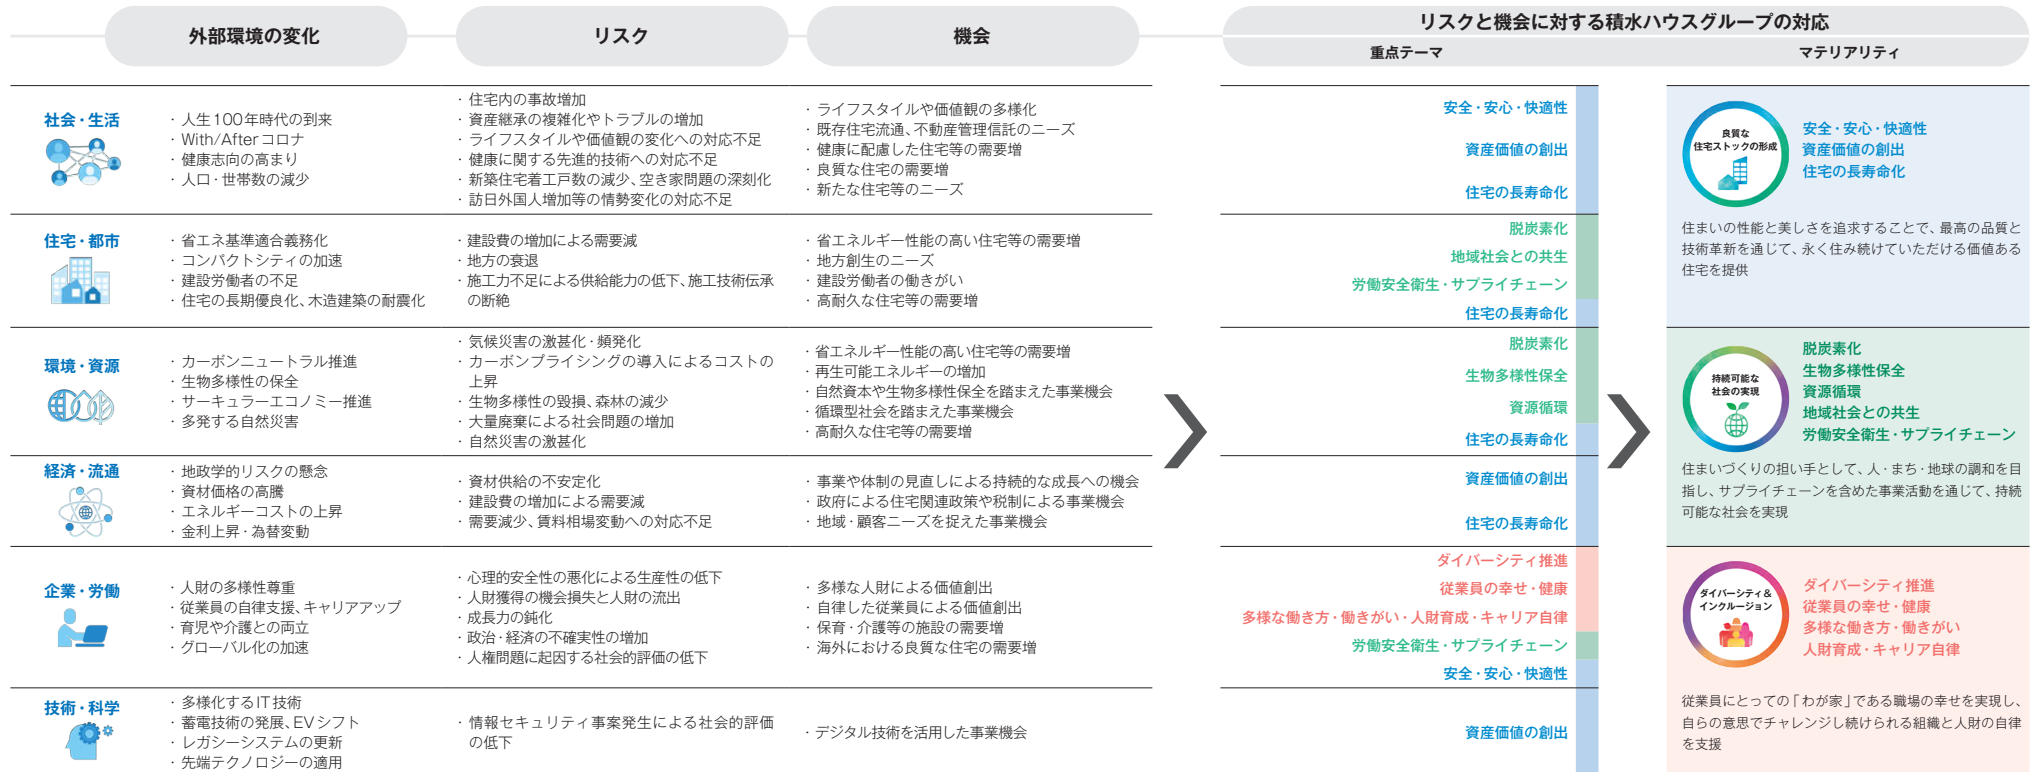 外部環境の変化
リスク
機会
リスクと機会に対する積水ハウスグループの対応
重点テーマ
マテリアリティ
社会・生活
・人生100年時代の到来
・With/Afterコロナ
・健康志向の高まり
・人口・世帯数の減少
・住宅内の事故増加
・資産継承の複雑化やトラブルの増加
・ライフスタイルや価値観の変化への対応不足
・健康に関する先進的技術への対応不足
・新築住宅着工戸数の減少、空き家問題の深刻化
・訪日外国人増加等の情勢変化の対応不足
・ライフスタイルや価値観の多様化
・既存住宅流通、不動産管理信託のニーズ
・健康に配慮した住宅等の需要増
・良質な住宅の需要増
・新たな住宅等のニーズ
安全・安心・快適性
資産価値の創出
住宅の長寿命化
住宅・都市
・省エネ基準適合義務化
・コンパクトシティの加速
・建設労働者の不足
・住宅の長期優良化、木造建築の耐震化
・建設費の増加による需要減
・地方の衰退
・施工力不足による供給能力の低下、施工技術伝承
の断絶
・省エネルギー性能の高い住宅等の需要増
・地方創生のニーズ
・建設労働者の働きがい
・高耐久な住宅等の需要増
脱炭素化
地域社会との共生
労働安全衛生・サプライチェーン
住宅の長寿命化
環境・資源
・カーボンニュートラル推進
・生物多様性の保全
・サーキュラーエコノミー推進
・多発する自然災害
・気候災害の激甚化・頻発化
・カーボンプライシングの導入によるコストの
上昇
・生物多様性の毀損、森林の減少
・大量廃棄による社会問題の増加
・自然災害の激甚化
・省エネルギー性能の高い住宅等の需要増
・再生可能エネルギーの増加
・自然資本や生物多様性保全を踏まえた事業機会
・循環型社会を踏まえた事業機会
・高耐久な住宅等の需要増
脱炭素化
生物多様性保全
資源循環
住宅の長寿命化
経済・流通
・地政学的リスクの懸念
・資材価格の高騰
・エネルギーコストの上昇
・金利上昇・為替変動
・資材供給の不安定化
・建設費の増加による需要減
・需要減少、賃料相場変動への対応不足
・事業や体制の見直しによる持続的な成長への機会
・政府による住宅関連政策や税制による事業機会
・地域・顧客ニーズを捉えた事業機会
資産価値の創出
住宅の長寿命化
企業・労働
・人財の多様性尊重
・従業員の自律支援、キャリアアップ
・育児や介護との両立
・グローバル化の加速
・心理的安全性の悪化による生産性の低下
・人財獲得の機会損失と人財の流出
・成長力の鈍化
・政治・経済の不確実性の増加
・人権問題に起因する社会的評価の低下
・多様な人財による価値創出
・自律した従業員による価値創出
・保育・介護等の施設の需要増
・海外における良質な住宅の需要増
ダイバーシティ推進
従業員の幸せ・健康
多様な働き方・働きがい・人財育成・キャリア自律
労働安全衛生・サプライチェーン
安全・安心・快適性
技術・科学
・多様化するIT技術
・蓄電技術の発展、EVシフト
・レガシーシステムの更新
・先端テクノロジーの適用
・情報セキュリティ事案発生による社会的評価
の低下
・デジタル技術を活用した事業機会
資産価値の創出
良質な
住宅ストックの形成
安全・安心・快適性
資産価値の創出
住宅の長寿命化
住まいの性能と美しさを追求することで、最高の品質と
技術革新を通じて、永く住み続けていただける価値ある
住宅を提供
持続可能な
社会の実現
脱炭素化
生物多様性保全
資源循環
地域社会との共生
労働安全衛生・サプライチェーン
住まいづくりの担い手として、人・まち・地球の調和を目
指し、サプライチェーンを含めた事業活動を通じて、持続
可能な社会を実現
ダイバーシティ＆
インクルージョン
ダイバーシティ推進
従業員の幸せ・健康
多様な働き方・働きがい
人財育成・キャリア自律
従業員にとっての「わが家」である職場の幸せを実現し、
自らの意思でチャレンジし続けられる組織と人財の自律
を支援